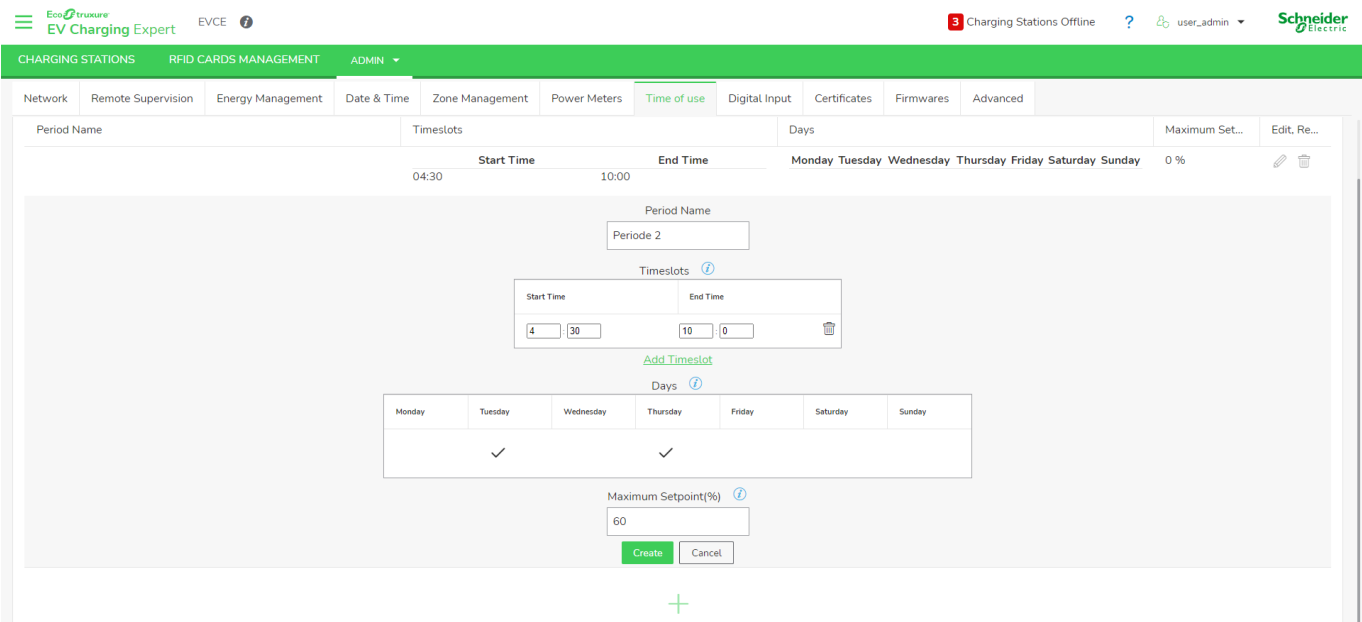 EcoStruxure
EV Charging Expert
EVCE i
3 Charging Stations Offline ? user_admin
Schneider
Electric
CHARGING STATIONS RFID CARDS MANAGEMENT ADMIN
Network Remote Supervision Energy Management Date & Time Zone Management Power Meters Time of use Digital Input Certificates Firmwares Advanced
Period Name Timeslots Days Maximum Set... Edit, Re...
Start Time End Time Monday Tuesday Wednesday Thursday Friday Saturday Sunday 0 %
04:30 10:00
Period Name
Periode 2
Timeslots i
Start Time End Time
4 : 30 10 : 0
Add Timeslot
Days i
Monday Tuesday Wednesday Thursday Friday Saturday Sunday
Maximum Setpoint(%) i
60
Create Cancel